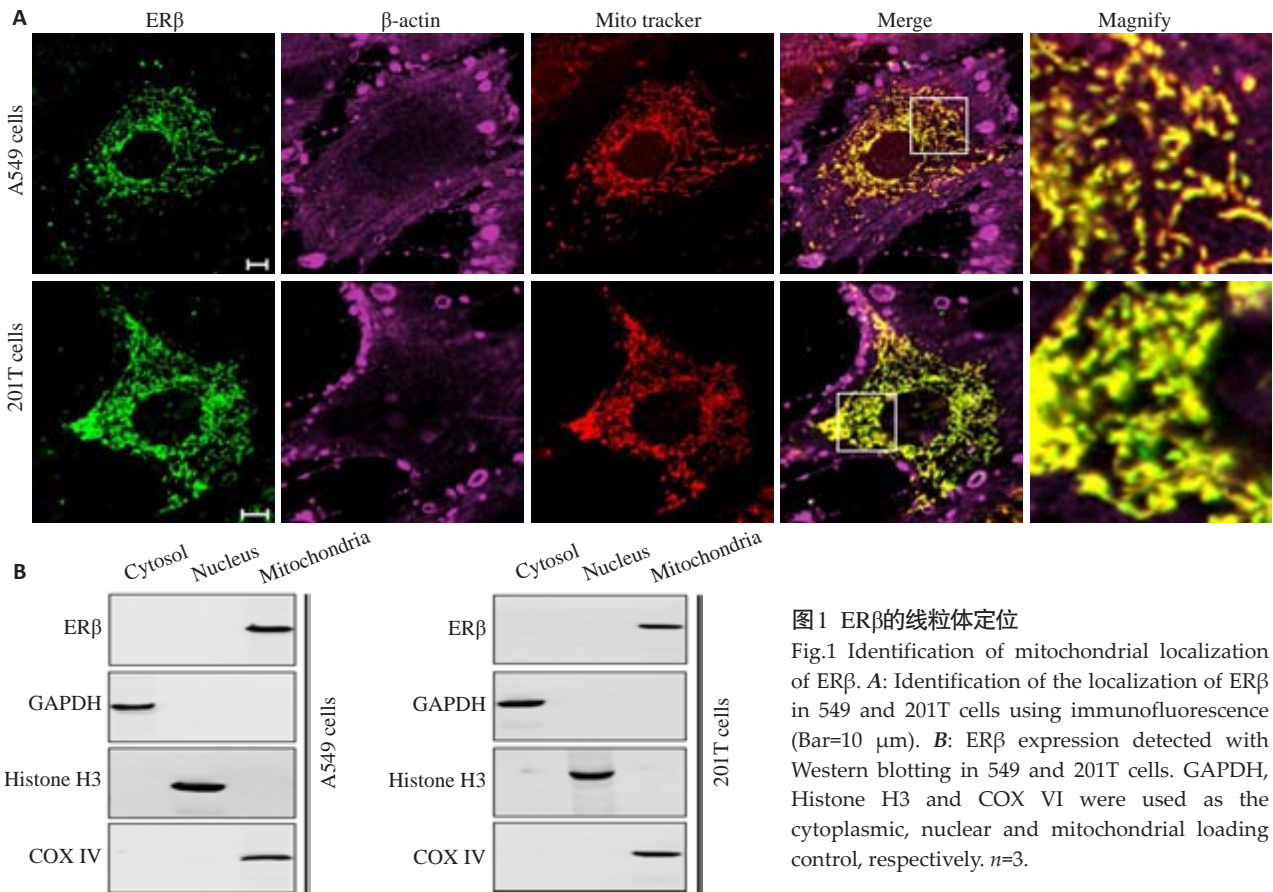 A
ERβ β-actin Mito tracker Merge Magnify
A549 cells
201T cells
B
Cytosol Nucleus Mitochondria
ERβ
GAPDH
Histone H3
COX IV
A549 cells
Cytosol Nucleus Mitochondria
ERβ
GAPDH
Histone H3
COX IV
201T cells
图1 ERβ的线粒体定位
Fig.1 Identification of mitochondrial localization
of ERβ. A: Identification of the localization of ERβ
in 549 and 201T cells using immunofluorescence
(Bar=10 μm). B: ERβ expression detected with
Western blotting in 549 and 201T cells. GAPDH,
Histone H3 and COX VI were used as the
cytoplasmic, nuclear and mitochondrial loading
control, respectively. n=3.